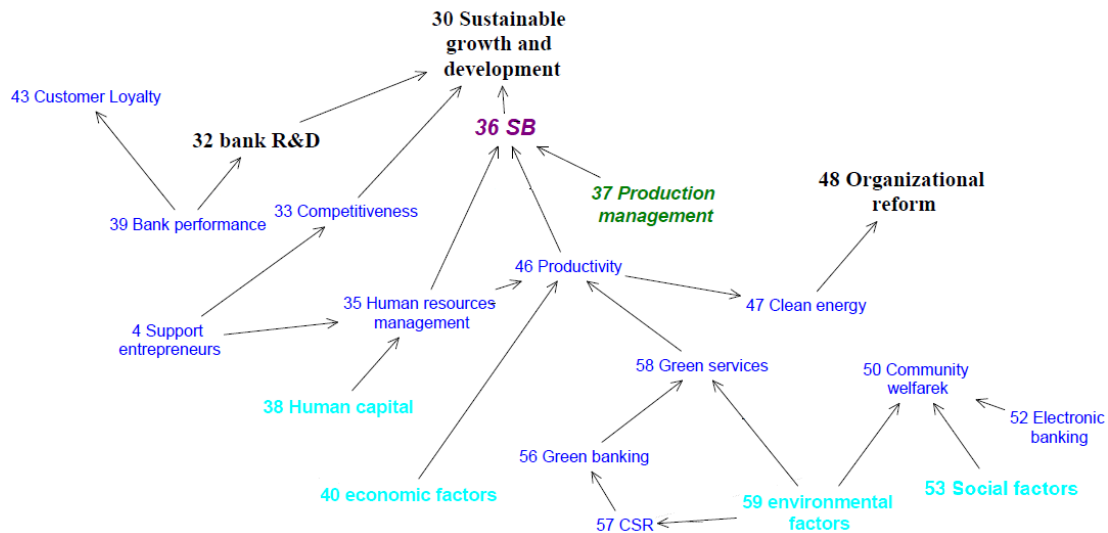 30 Sustainable
growth and
development
43 Customer Loyalty
32 bank R&D
36 SB
37 Production
management
48 Organizational
reform
39 Bank performance
33 Competitiveness
46 Productivity
47 Clean energy
35 Human resources
management
4 Support
entrepreneurs
58 Green services
50 Community
welfarek
38 Human capital
52 Electronic
banking
56 Green banking
40 economic factors
59 environmental
factors
53 Social factors
57 CSR